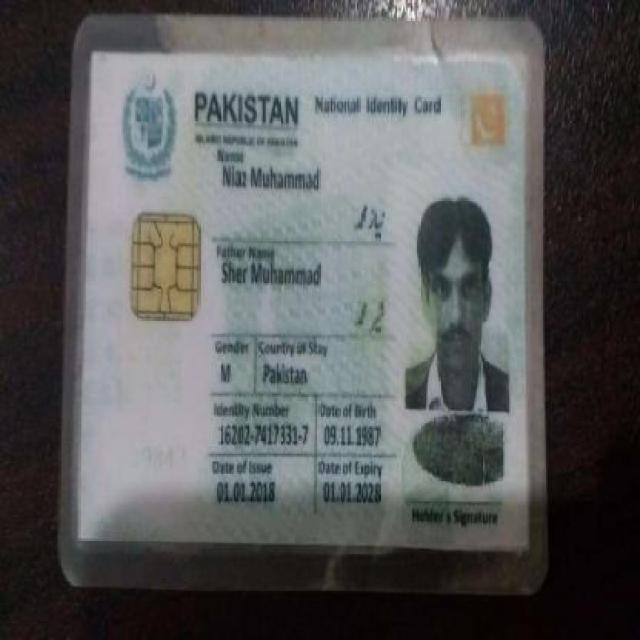 PAKISTAN National Identity Card
ISLAMIC REPUBLIC OF PAKISTAN
Name
Niaz Muhammad
Father Name
Sher Muhammad
Gender Country of Stay
M Pakistan
Identity Number Date of Birth
16202-7417331-7 09.11.1987
Date of Issue Date of Expiry
01.01.2018 01.01.2028
Holder's Signature